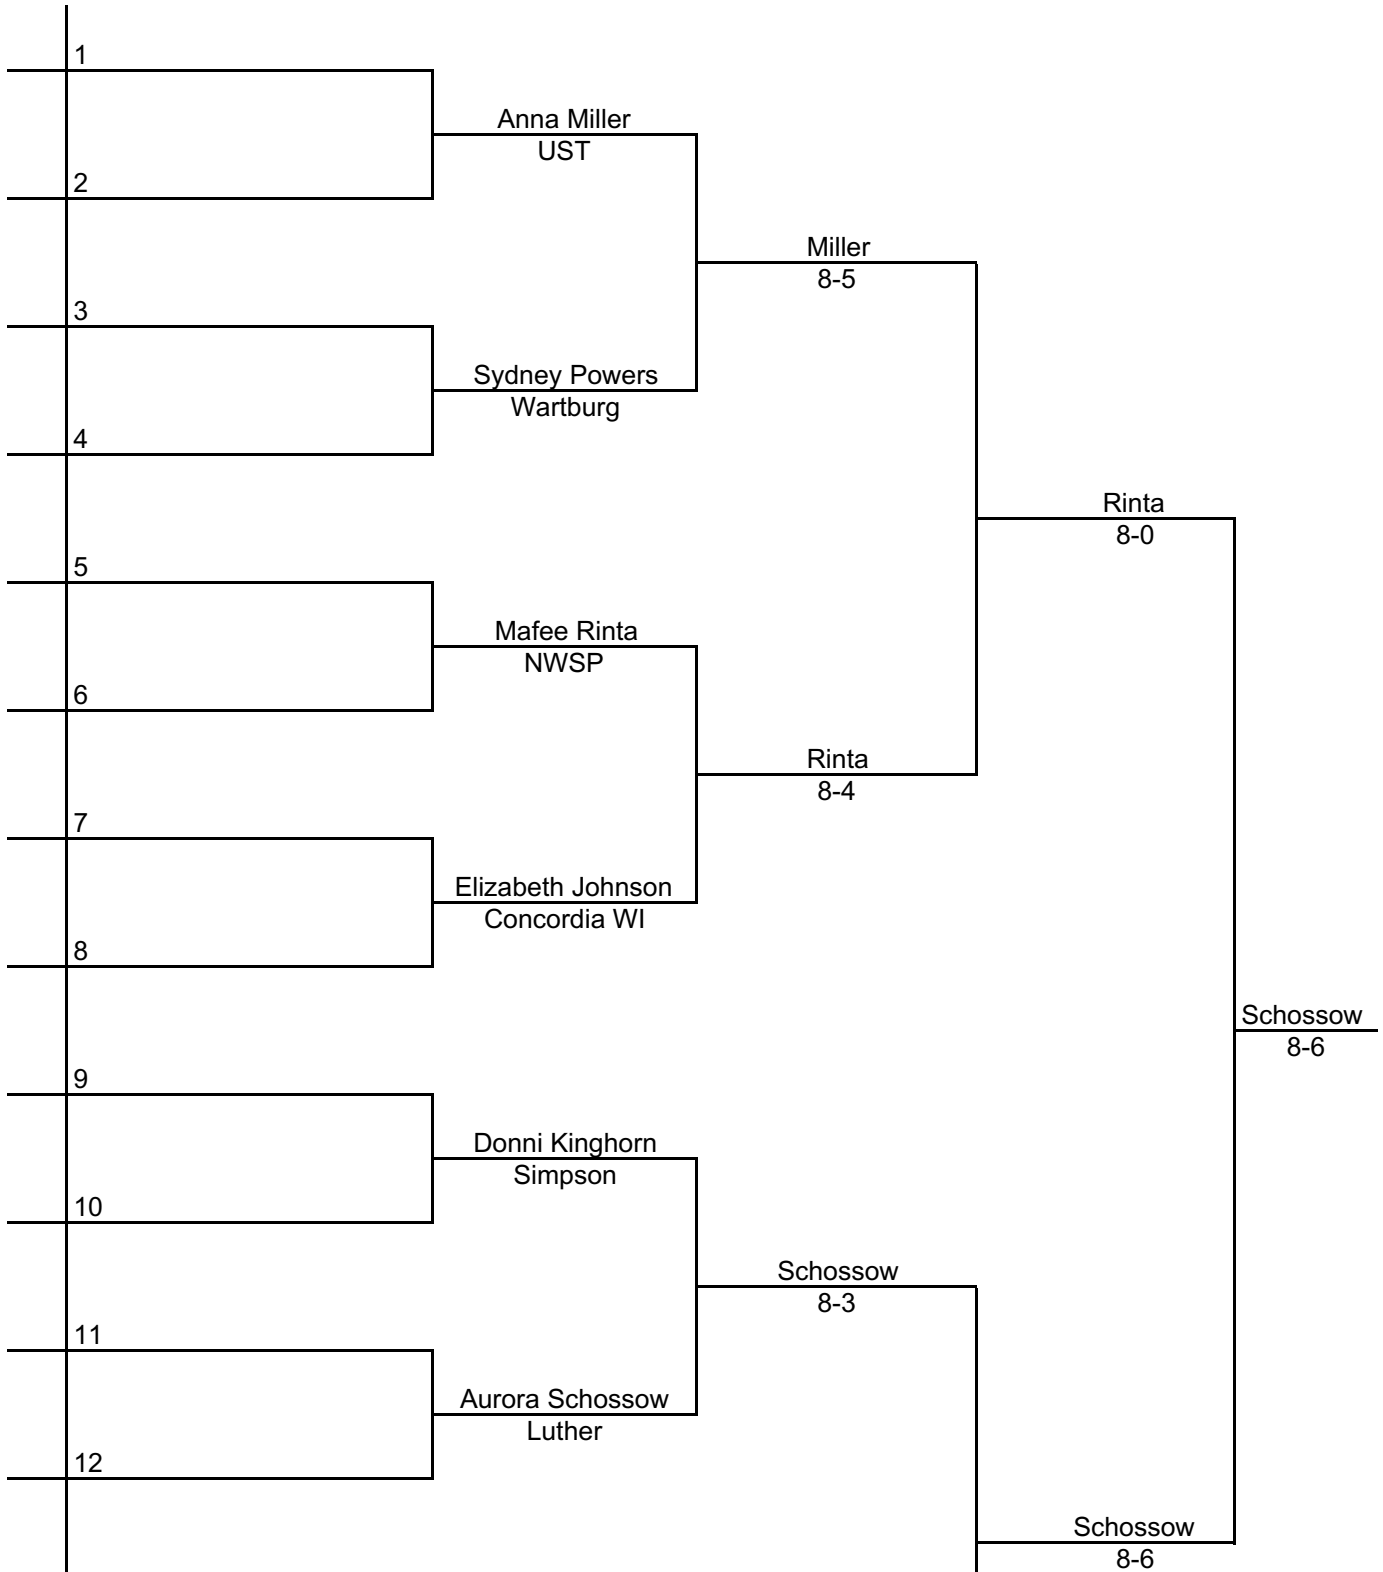 1
Anna Miller
UST
2
Miller
8-5
3
Sydney Powers
Wartburg
4
Rinta
8-0
5
Mafee Rinta
NWSP
6
Rinta
8-4
7
Elizabeth Johnson
Concordia WI
8
Schossow
8-6
9
Donni Kinghorn
Simpson
10
Schossow
8-3
11
Aurora Schossow
Luther
12
Schossow
8-6